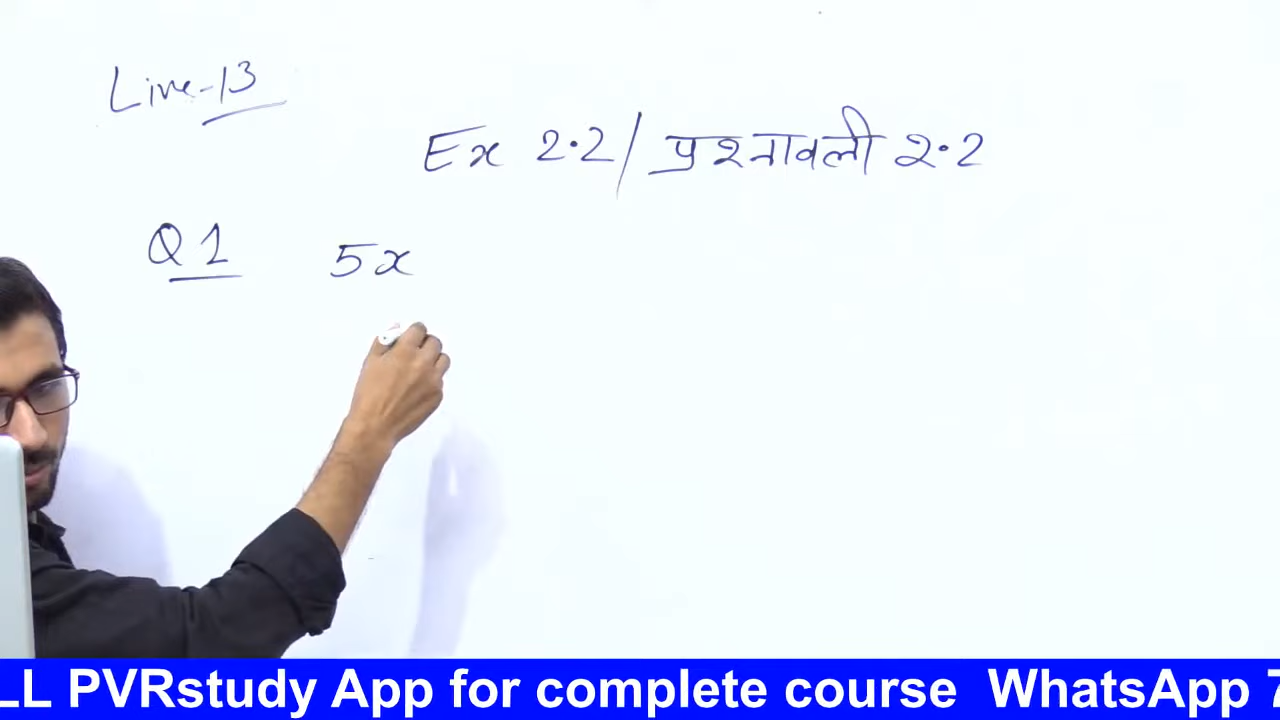 Live-13
Ex 2.2/ प्रश्नावली 2.2
Q1 5x
LL PVRstudy App for complete course WhatsApp 7